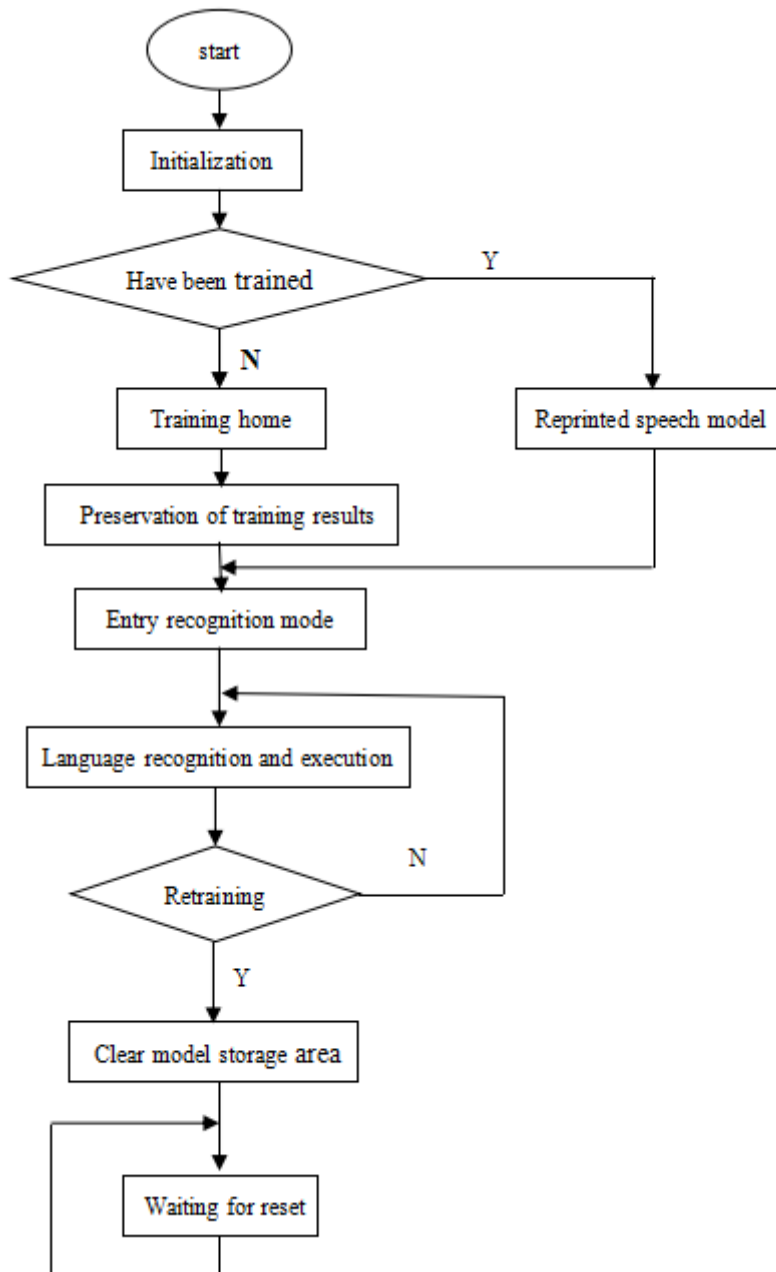 start
Initialization
Have been trained
Y
N
Training home
Reprinted speech model
Preservation of training results
Entry recognition mode
Language recognition and execution
N
Retraining
Y
Clear model storage area
Waiting for reset